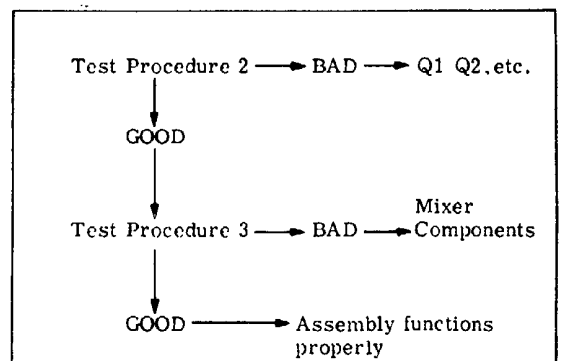 Test Procedure 2 BAD Q1 Q2, etc.
GOOD
Test Procedure 3 BAD Mixer
Components
GOOD Assembly functions
properly